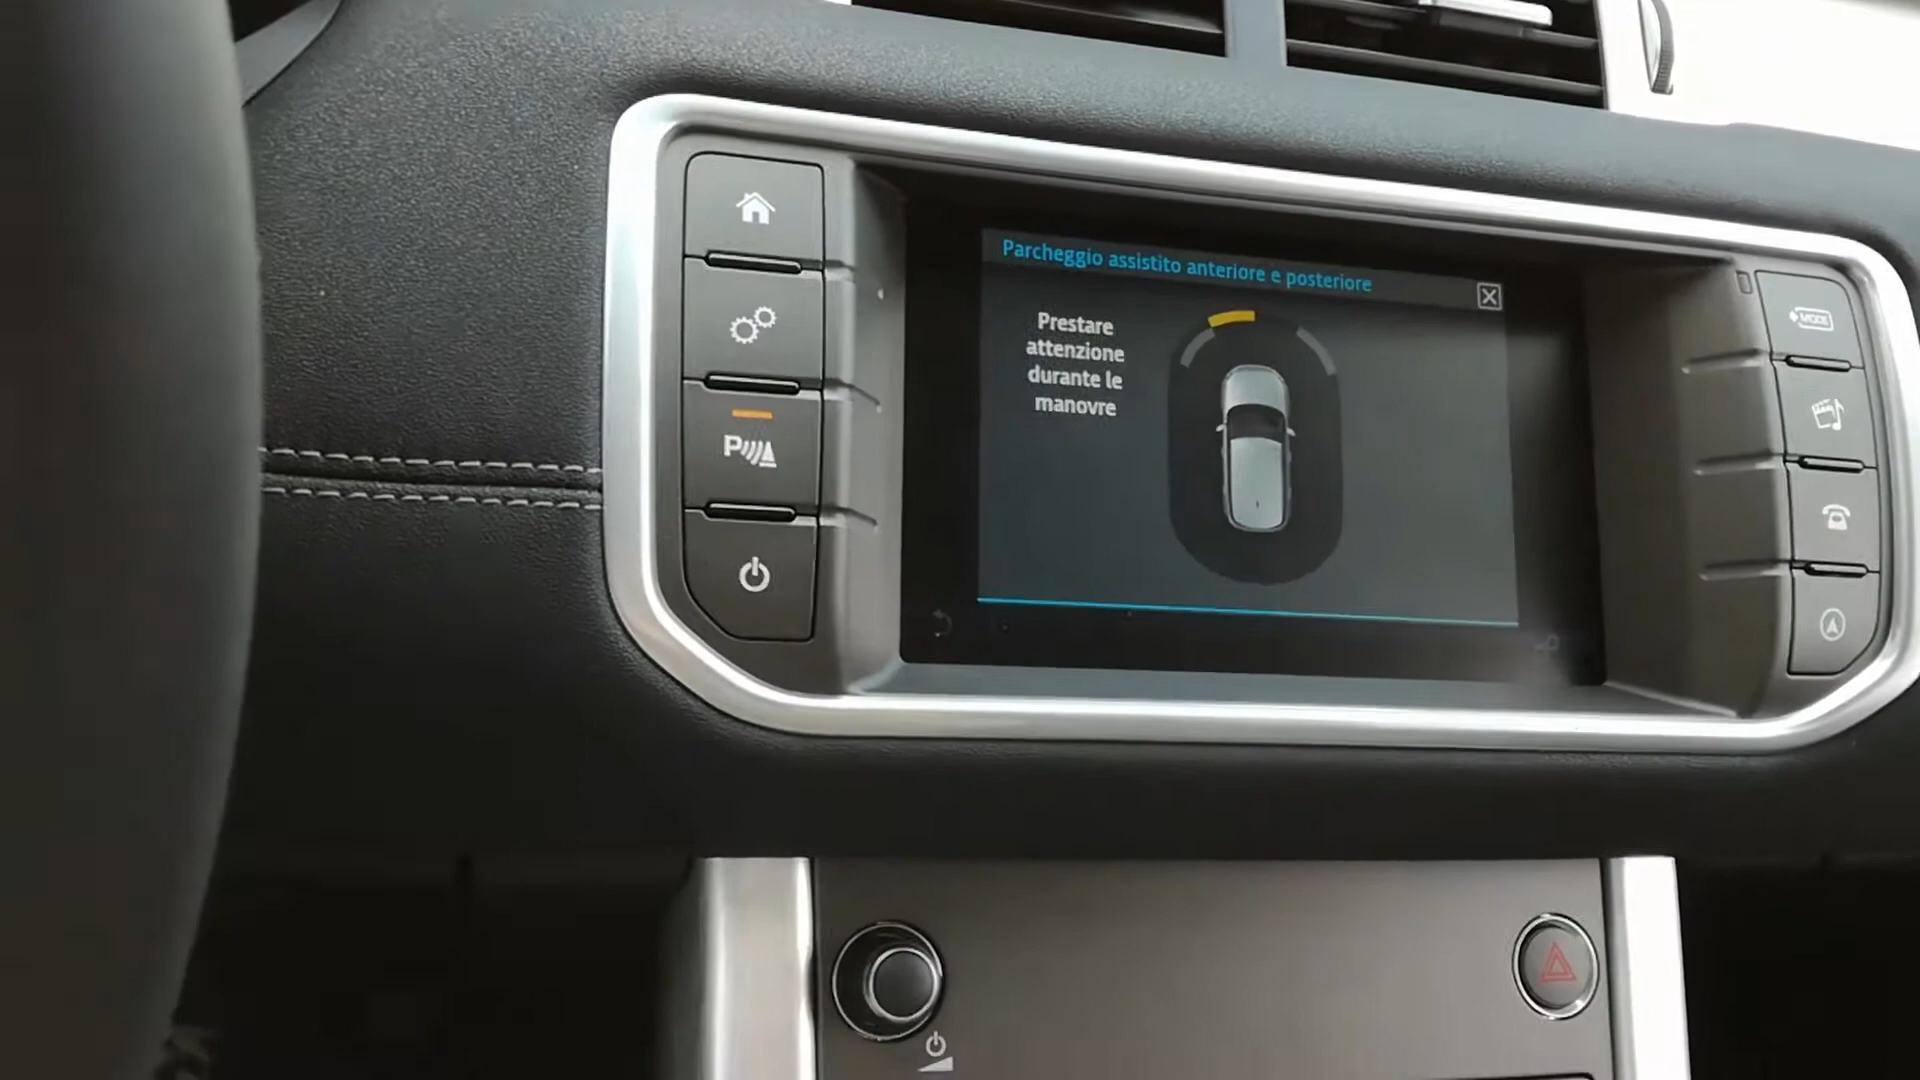 Parcheggio assistito anteriore e posteriore
Prestare
attenzione
durante le
manovre
P
MODE